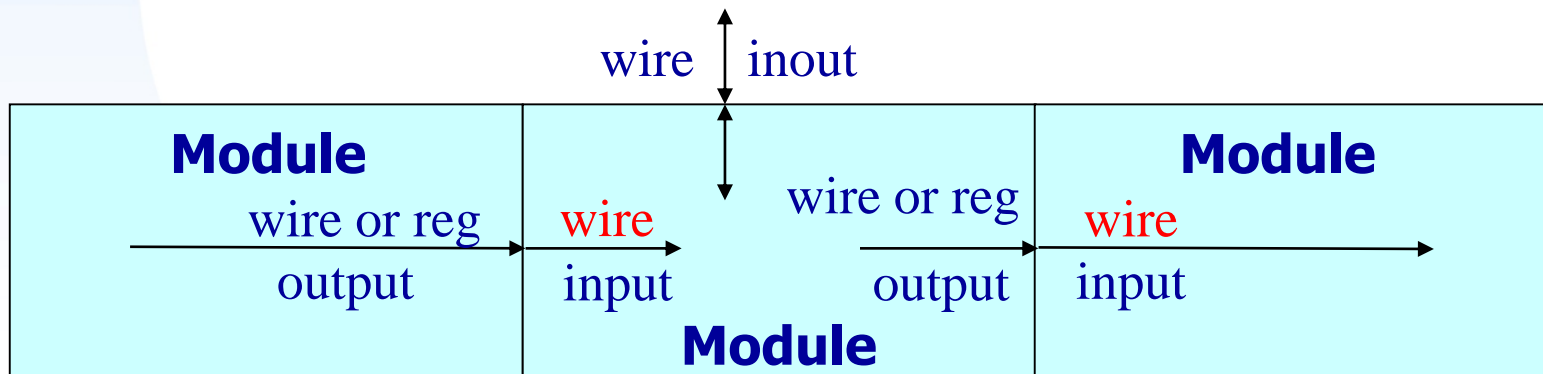 wire inout
Module Module
wire or reg wire wire or reg wire
output input output input
Module